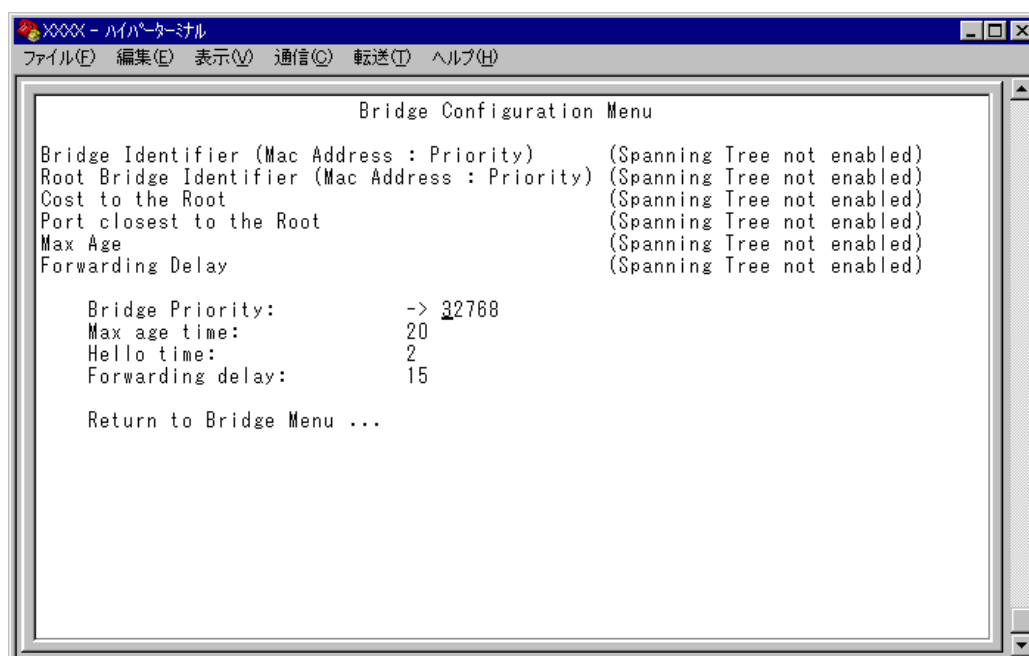 XXXX - ハイパーターミナル
ファイル(F) 編集(E) 表示(V) 通信(C) 転送(T) ヘルプ(H)
Bridge Configuration Menu
Bridge Identifier (Mac Address : Priority) (Spanning Tree not enabled)
Root Bridge Identifier (Mac Address : Priority) (Spanning Tree not enabled)
Cost to the Root (Spanning Tree not enabled)
Port closest to the Root (Spanning Tree not enabled)
Max Age (Spanning Tree not enabled)
Forwarding Delay (Spanning Tree not enabled)
Bridge Priority: -> 32768
Max age time: 20
Hello time: 2
Forwarding delay: 15
Return to Bridge Menu ...